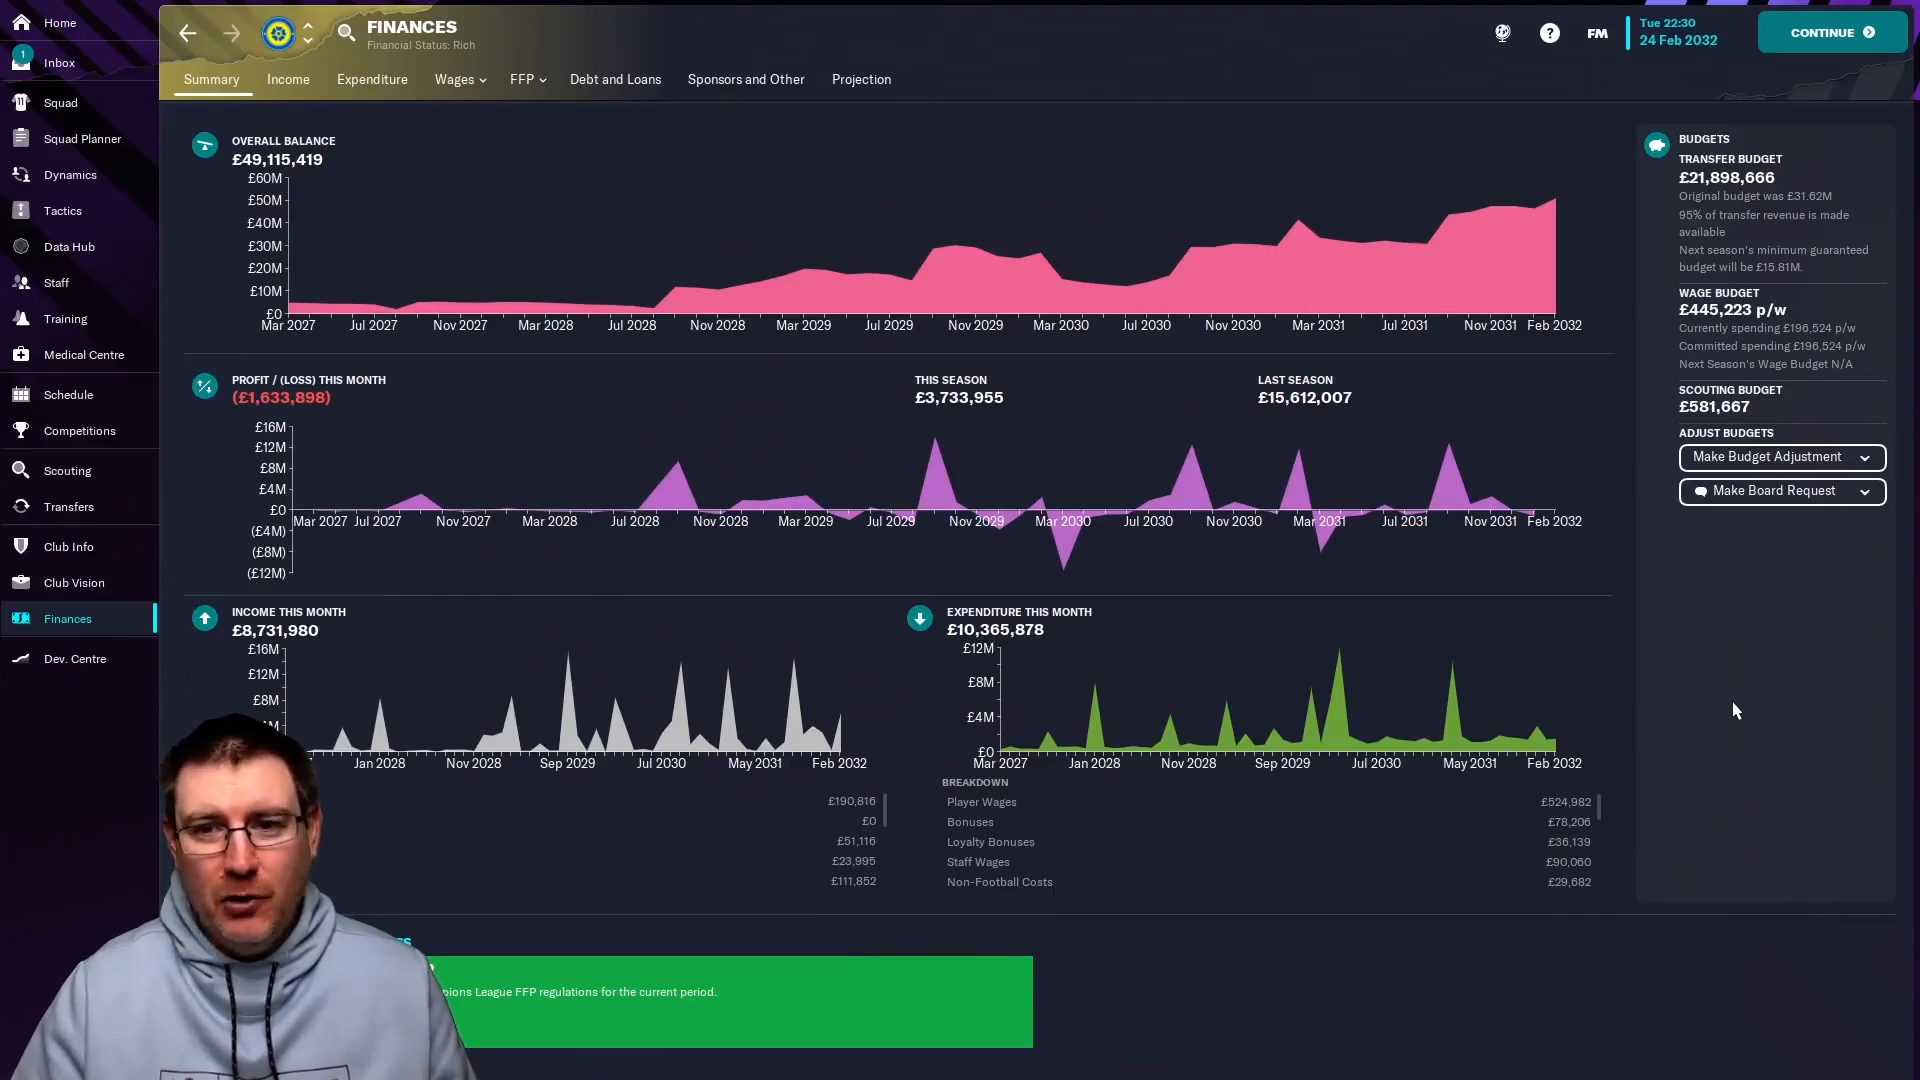 Home
1
Inbox
Squad
Squad Planner
Dynamics
Tactics
Data Hub
Staff
Training
Medical Centre
Schedule
Competitions
Scouting
Transfers
Club Info
Club Vision
Finances
Dev. Centre
FINANCES
Financial Status: Rich
FM
Tue 22:30
24 Feb 2032
CONTINUE
Summary Income Expenditure Wages FFP Debt and Loans Sponsors and Other Projection
OVERALL BALANCE
£49,115,419
£60M
£50M
£40M
£30M
£20M
£10M
£0
Mar 2027 Jul 2027 Nov 2027 Mar 2028 Jul 2028 Nov 2028 Mar 2029 Jul 2029 Nov 2029 Mar 2030 Jul 2030 Nov 2030 Mar 2031 Jul 2031 Nov 2031 Feb 2032
PROFIT / (LOSS) THIS MONTH
(£1,633,898)
THIS SEASON
£3,733,955
LAST SEASON
£15,612,007
£16M
£12M
£8M
£4M
£0
(£4M)
(£8M)
(£12M)
Mar 2027 Jul 2027 Nov 2027 Mar 2028 Jul 2028 Nov 2028 Mar 2029 Jul 2029 Nov 2029 Mar 2030 Jul 2030 Nov 2030 Mar 2031 Jul 2031 Nov 2031 Feb 2032
INCOME THIS MONTH
£8,731,980
£16M
£12M
£8M
Jan 2028 Nov 2028 Sep 2029 Jul 2030 May 2031 Feb 2032
£190,816
£0
£51,116
£23,995
£111,852
EXPENDITURE THIS MONTH
£10,365,878
£12M
£8M
£4M
£0
Mar 2027 Jan 2028 Nov 2028 Sep 2029 Jul 2030 May 2031 Feb 2032
BREAKDOWN
Player Wages £524,982
Bonuses £78,206
Loyalty Bonuses £36,139
Staff Wages £90,060
Non-Football Costs £29,682
League FFP regulations for the current period.
BUDGETS
TRANSFER BUDGET
£21,898,666
Original budget was £31.62M
95% of transfer revenue is made
available
Next season's minimum guaranteed
budget will be £15.81M.
WAGE BUDGET
£445,223 p/w
Currently spending £196,524 p/w
Committed spending £196,524 p/w
Next Season's Wage Budget N/A
SCOUTING BUDGET
£581,667
ADJUST BUDGETS
Make Budget Adjustment
Make Board Request